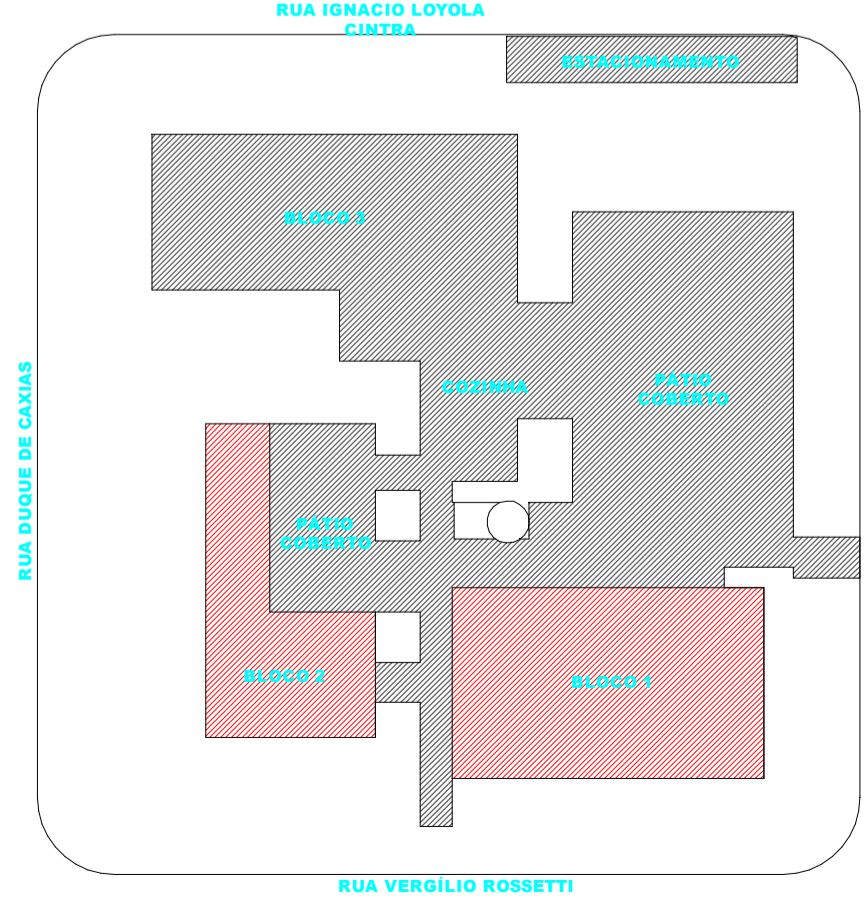 RUA IGNACIO LOYOLA
CINTRA
ESTACIONAMENTO
BLOCO 3
COZINHA
PÁTIO
COBERTO
RUA DUQUE DE CAXIAS
PÁTIO
COBERTO
BLOCO 2
BLOCO 1
RUA VERGÍLIO ROSSETTI